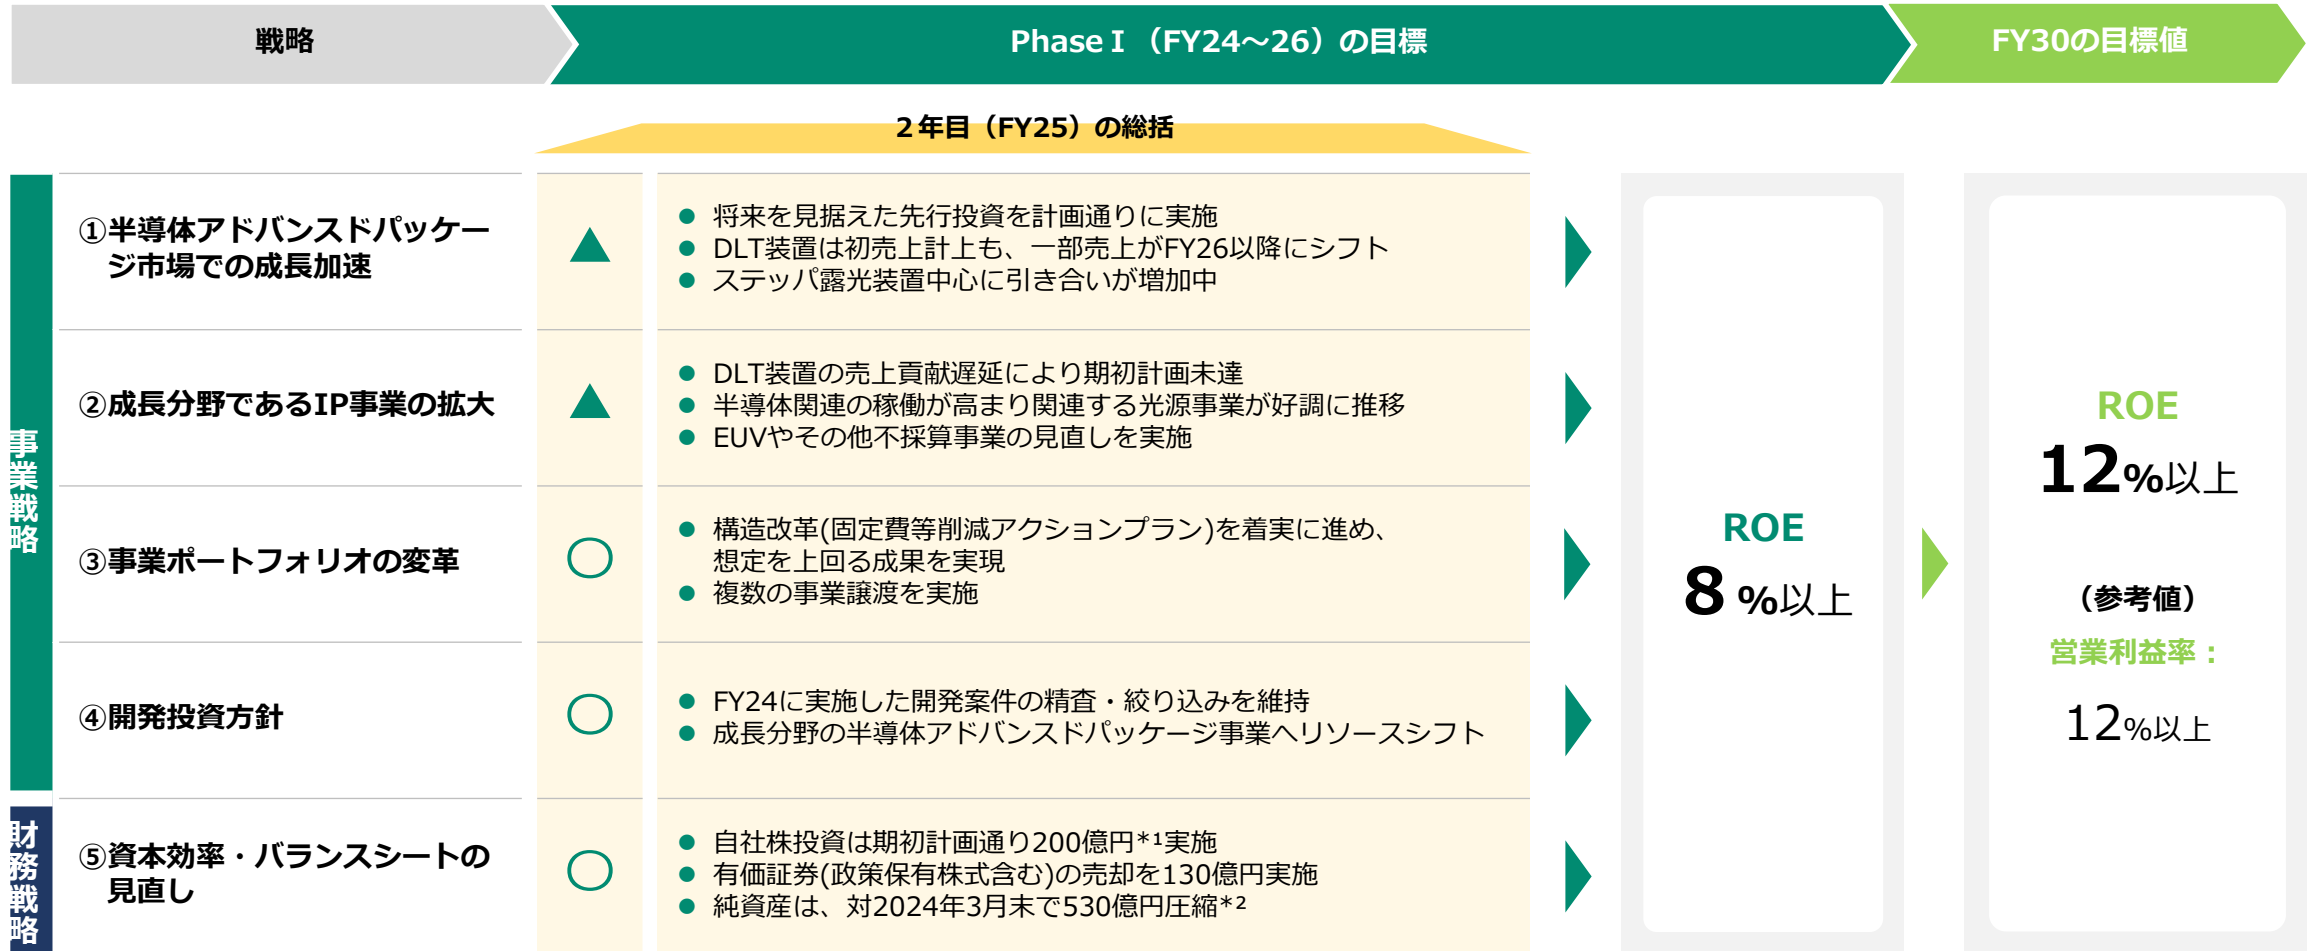 戦略
Phase I （FY24～26）の目標
FY30の目標値
２年目（FY25）の総括
事業戦略
①半導体アドバンスドパッケー
ジ市場での成長加速
▲
● 将来を見据えた先行投資を計画通りに実施
● DLT装置は初売上計上も、一部売上がFY26以降にシフト
● ステッパ露光装置中心に引き合いが増加中
②成長分野であるIP事業の拡大
▲
● DLT装置の売上貢献遅延により期初計画未達
● 半導体関連の稼働が高まり関連する光源事業が好調に推移
● EUVやその他不採算事業の見直しを実施
③事業ポートフォリオの変革
○
● 構造改革(固定費等削減アクションプラン)を着実に進め、
想定を上回る成果を実現
● 複数の事業譲渡を実施
④開発投資方針
○
● FY24に実施した開発案件の精査・絞り込みを維持
● 成長分野の半導体アドバンスドパッケージ事業へリソースシフト
財務戦略
⑤資本効率・バランスシートの
見直し
○
● 自社株投資は期初計画通り200億円*¹実施
● 有価証券(政策保有株式含む)の売却を130億円実施
● 純資産は、対2024年3月末で530億円圧縮*²
ROE
8 %以上
ROE
12%以上
（参考値）
営業利益率：
12%以上